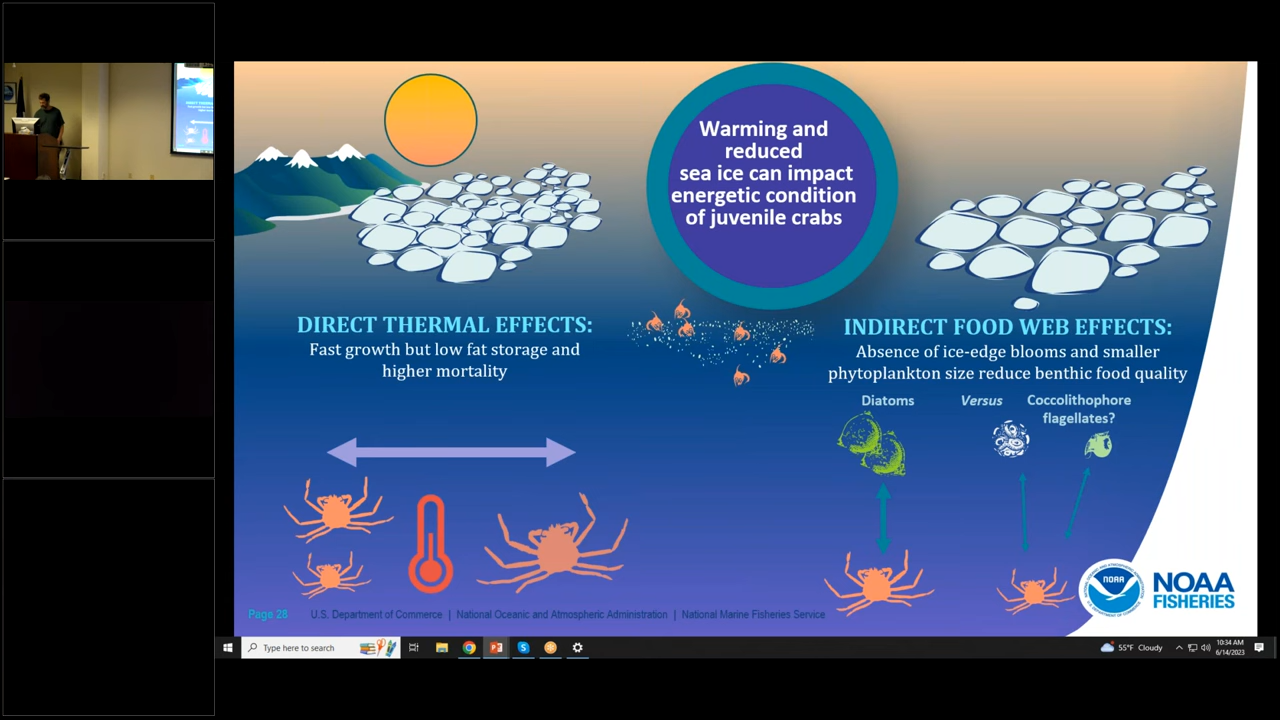 Warming and
reduced
sea ice can impact
energetic condition
of juvenile crabs
DIRECT THERMAL EFFECTS:
Fast growth but low fat storage and
higher mortality
INDIRECT FOOD WEB EFFECTS:
Absence of ice-edge blooms and smaller
phytoplankton size reduce benthic food quality
Diatoms
Versus
Coccolithophore
flagellates?
NOAA
NOAA
FISHERIES
Page 28
U.S. Department of Commerce | National Oceanic and Atmospheric Administration | National Marine Fisheries Service
Type here to search
55°F Cloudy
10:34 AM
6/14/2023